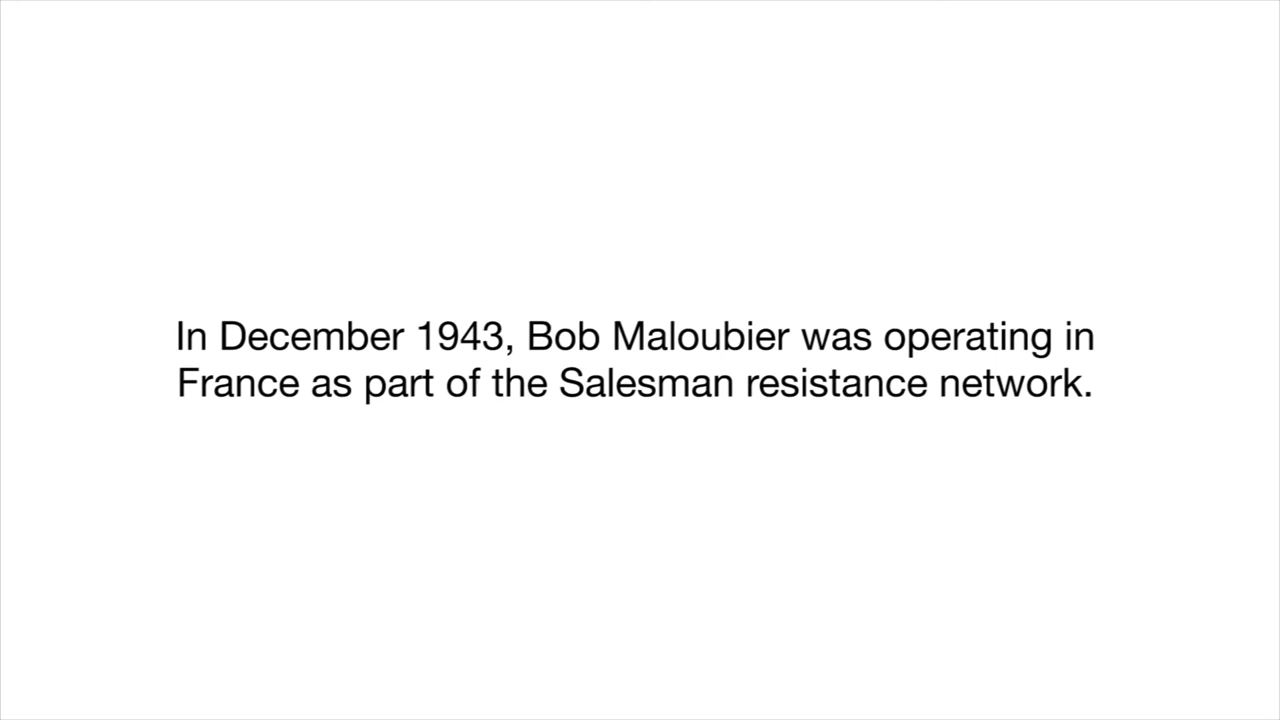 In December 1943, Bob Maloubier was operating in
France as part of the Salesman resistance network.